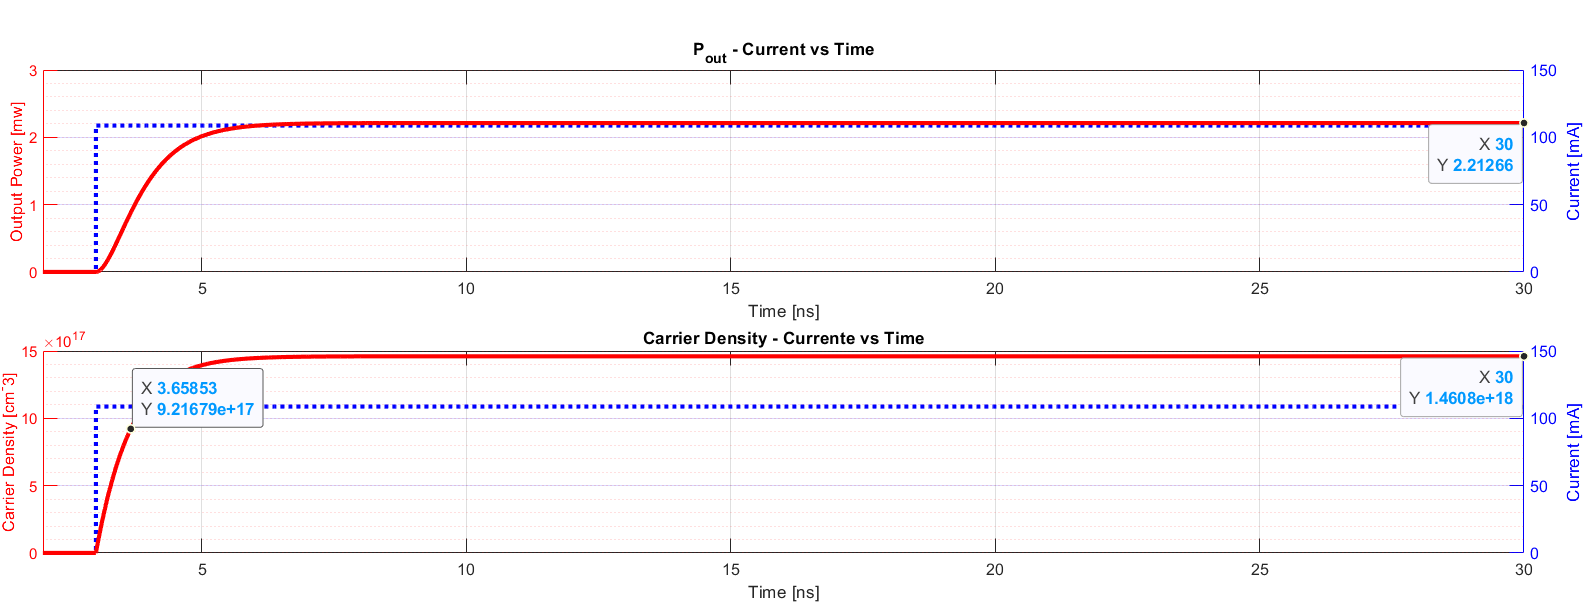 P_out - Current vs Time
3
2
1
0
Output Power [mw]
150
100
50
0
Current [mA]
X 30
Y 2.21266
5
10
15
20
25
30
Time [ns]
Carrier Density - Currente vs Time
×10^17
15
10
5
0
Carrier Density [cm^-3]
150
100
50
0
Current [mA]
X 3.65853
Y 9.21679e+17
X 30
Y 1.4608e+18
5
10
15
20
25
30
Time [ns]